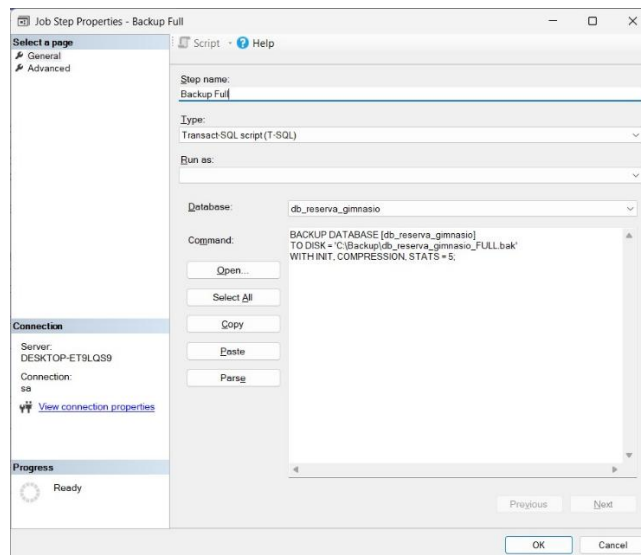 Job Step Properties - Backup Full
Select a page
General
Advanced
Script
Help
Step name:
Backup Full
Type:
Transact-SQL script (T-SQL)
Run as:
Database:
db_reserva_gimnasio
Command:
BACKUP DATABASE [db_reserva_gimnasio]
TO DISK = 'C:\Backup\db_reserva_gimnasio_FULL.bak'
WITH INIT, COMPRESSION, STATS = 5;
Open...
Select All
Copy
Paste
Parse
Connection
Server:
DESKTOP-ET9LQS9
Connection:
sa
View connection properties
Progress
Ready
Previous
Next
OK
Cancel